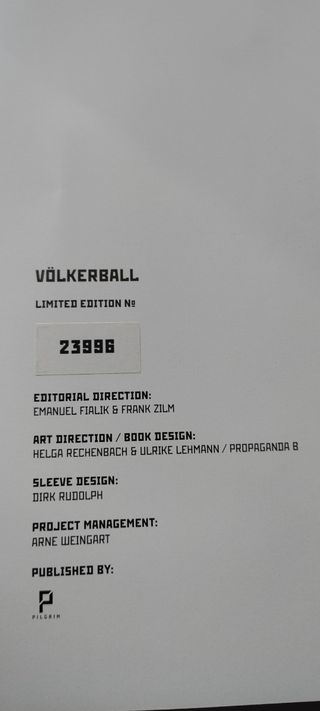 VÖLKERBALL
LIMITED EDITION №
23996
EDITORIAL DIRECTION:
EMANUEL FIALIK & FRANK ZILM
ART DIRECTION / BOOK DESIGN:
HELGA RECHENBACH & ULRIKE LEHMANN / PROPAGANDA B
SLEEVE DESIGN:
DIRK RUDOLPH
PROJECT MANAGEMENT:
ARNE WEINGART
PUBLISHED BY:
P
PILGRIM